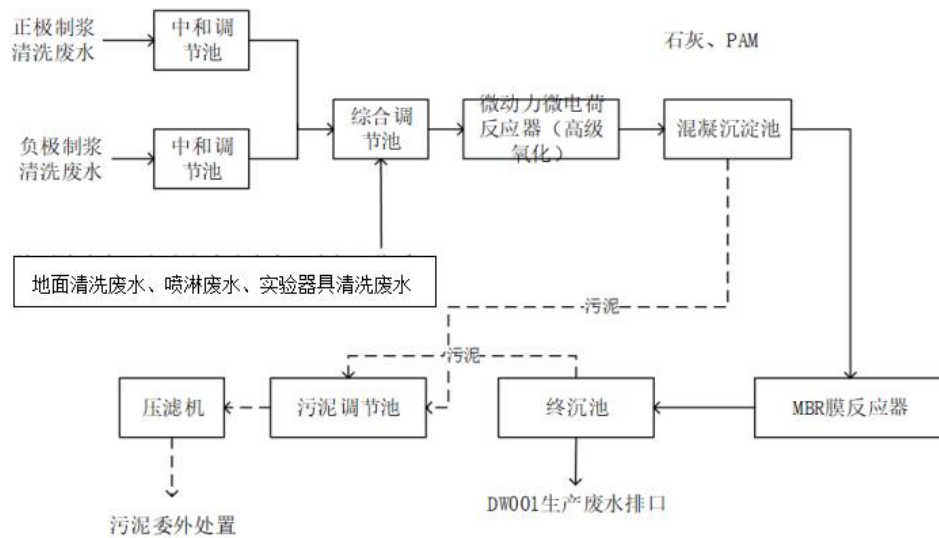 正极制浆
清洗废水
中和调
节池
石灰、PAM
负极制浆
清洗废水
中和调
节池
综合调
节池
微动力微电荷
反应器（高级
氧化）
混凝沉淀池
地面清洗废水、喷淋废水、实验器具清洗废水
污泥
污泥
压滤机
污泥调节池
终沉池
MBR膜反应器
污泥委外处置
DW001生产废水排口